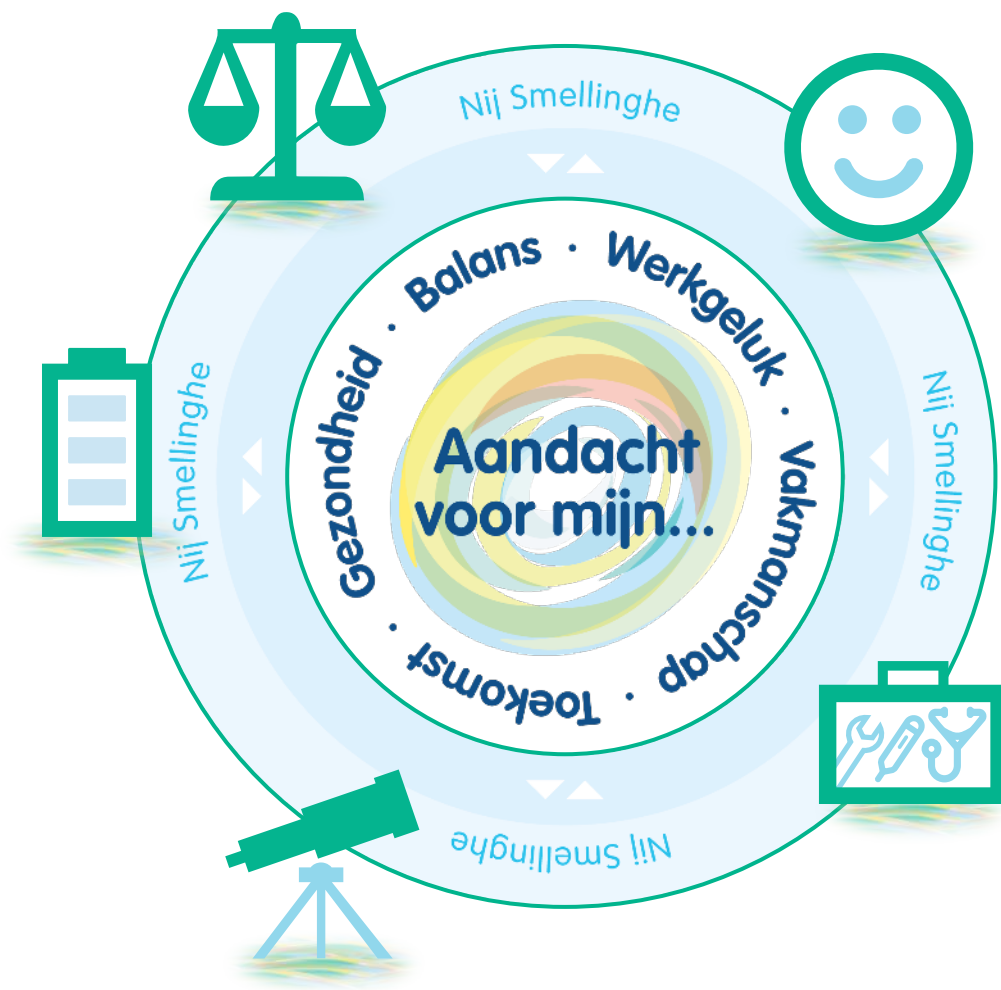 Nij Smellinghe
Nij Smellinghe
Nij Smellinghe
Nij Smellinghe
Balans · Werkgeluk · Vakmanschap · Toekomst · Gezondheid ·
Aandacht
voor mijn...